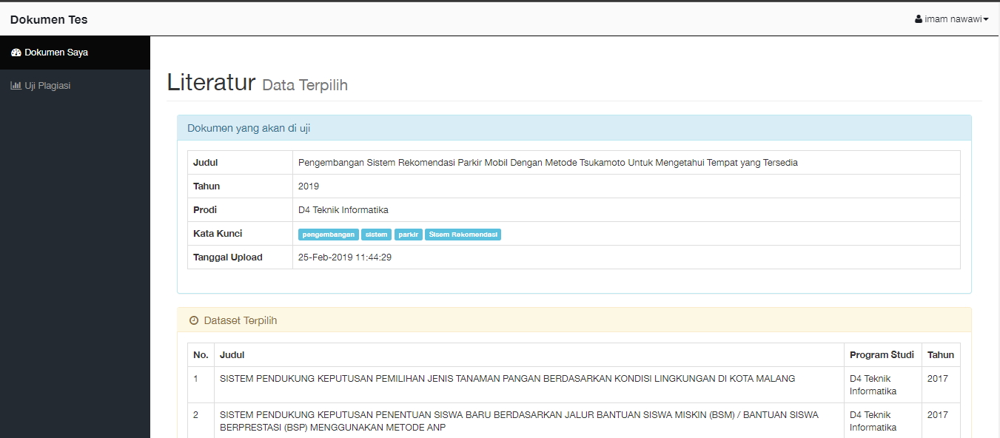 Dokumen Tes
imam nawawi
Dokumen Saya
Uji Plagiasi
Literatur Data Terpilih
Dokumen yang akan di uji
Judul Pengembangan Sistem Rekomendasi Parkir Mobil Dengan Metode Tsukamoto Untuk Mengetahui Tempat yang Tersedia
Tahun 2019
Prodi D4 Teknik Informatika
Kata Kunci pengembangan sistem parkir Sisem Rekomendasi
Tanggal Upload 25-Feb-2019 11:44:29
Dataset Terpilih
No. Judul Program Studi Tahun
1 SISTEM PENDUKUNG KEPUTUSAN PEMILIHAN JENIS TANAMAN PANGAN BERDASARKAN KONDISI LINGKUNGAN DI KOTA MALANG D4 Teknik 2017
Informatika
2 SISTEM PENDUKUNG KEPUTUSAN PENENTUAN SISWA BARU BERDASARKAN JALUR BANTUAN SISWA MISKIN (BSM) / BANTUAN SISWA D4 Teknik 2017
BERPRESTASI (BSP) MENGGUNAKAN METODE ANP Informatika